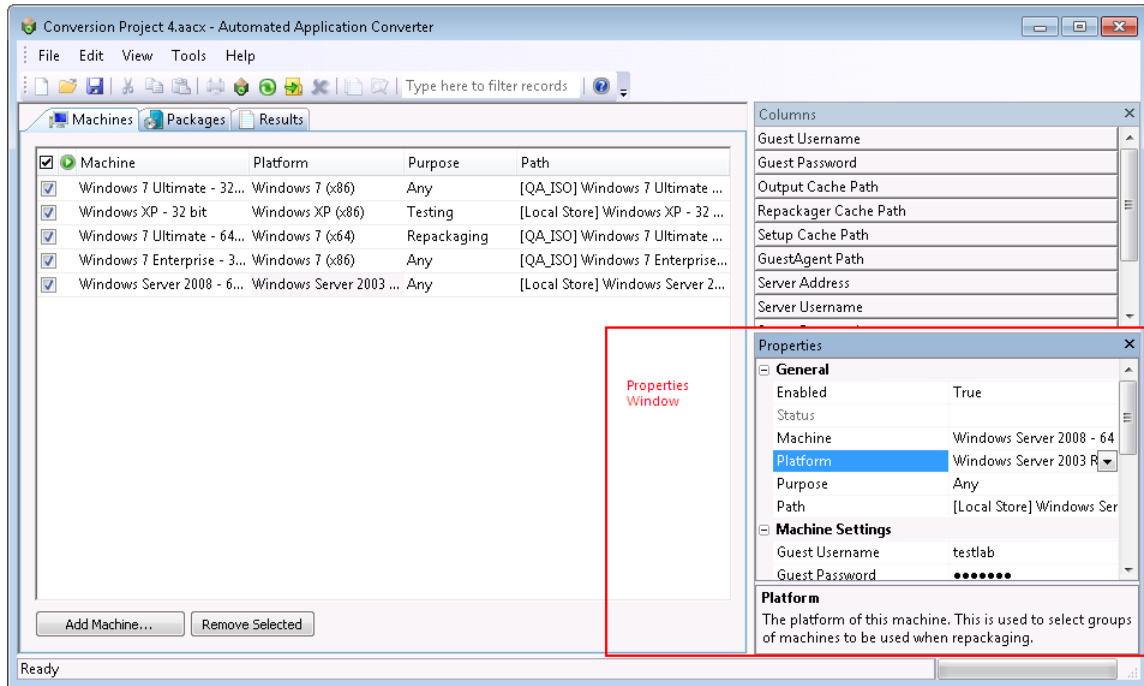 Conversion Project 4.aacx - Automated Application Converter
File Edit View Tools Help
Type here to filter records
Machines Packages Results
Machine Platform Purpose Path
Windows 7 Ultimate - 32... Windows 7 (x86) Any [QA_ISO] Windows 7 Ultimate ...
Windows XP - 32 bit Windows XP (x86) Testing [Local Store] Windows XP - 32 ...
Windows 7 Ultimate - 64... Windows 7 (x64) Repackaging [QA_ISO] Windows 7 Ultimate ...
Windows 7 Enterprise - 3... Windows 7 (x86) Any [QA_ISO] Windows 7 Enterprise...
Windows Server 2008 - 6... Windows Server 2003 ... Any [Local Store] Windows Server 2...
Add Machine... Remove Selected
Columns
Guest Username
Guest Password
Output Cache Path
Repackager Cache Path
Setup Cache Path
GuestAgent Path
Server Address
Server Username
Properties
Window
Properties
General
Enabled True
Status
Machine Windows Server 2008 - 64
Platform Windows Server 2003 R
Purpose Any
Path [Local Store] Windows Ser
Machine Settings
Guest Username testlab
Guest Password ●●●●●●●
Platform
The platform of this machine. This is used to select groups
of machines to be used when repackaging.
Ready